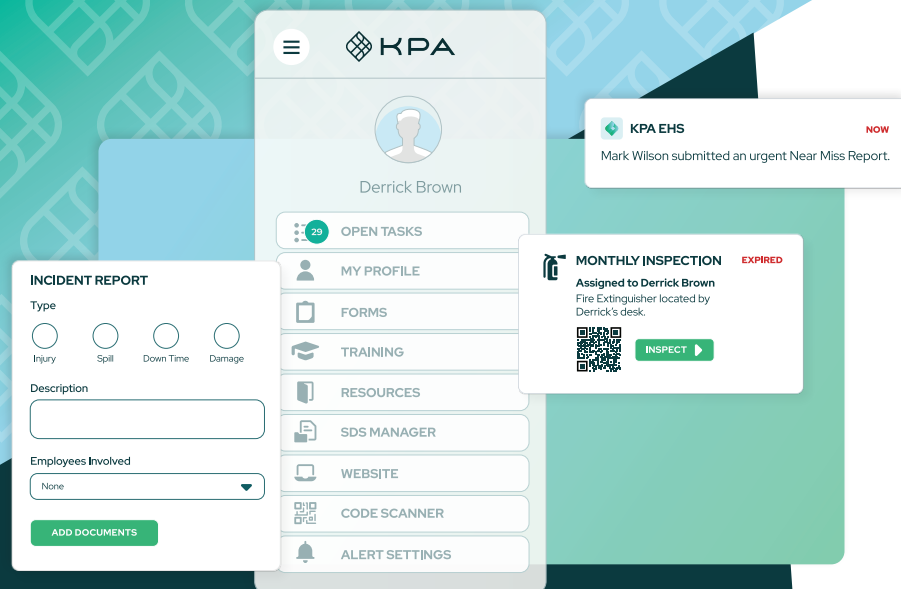 KPA
Derrick Brown
29
OPEN TASKS
MY PROFILE
FORMS
TRAINING
RESOURCES
SDS MANAGER
WEBSITE
CODE SCANNER
ALERT SETTINGS
INCIDENT REPORT
Type
Injury Spill Down Time Damage
Description
Employees Involved
None
ADD DOCUMENTS
KPA EHS NOW
Mark Wilson submitted an urgent Near Miss Report.
MONTHLY INSPECTION EXPIRED
Assigned to Derrick Brown
Fire Extinguisher located by
Derrick's desk.
INSPECT